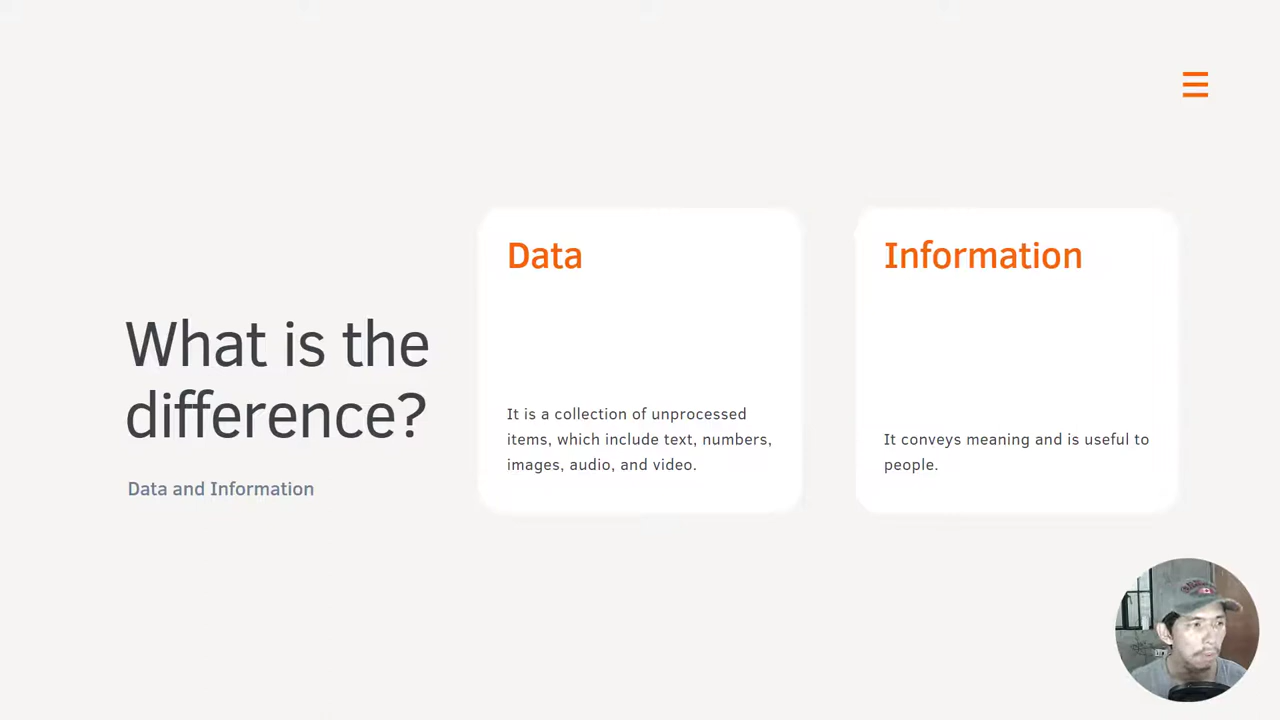 What is the
difference?
Data and Information
Data
It is a collection of unprocessed
items, which include text, numbers,
images, audio, and video.
Information
It conveys meaning and is useful to
people.